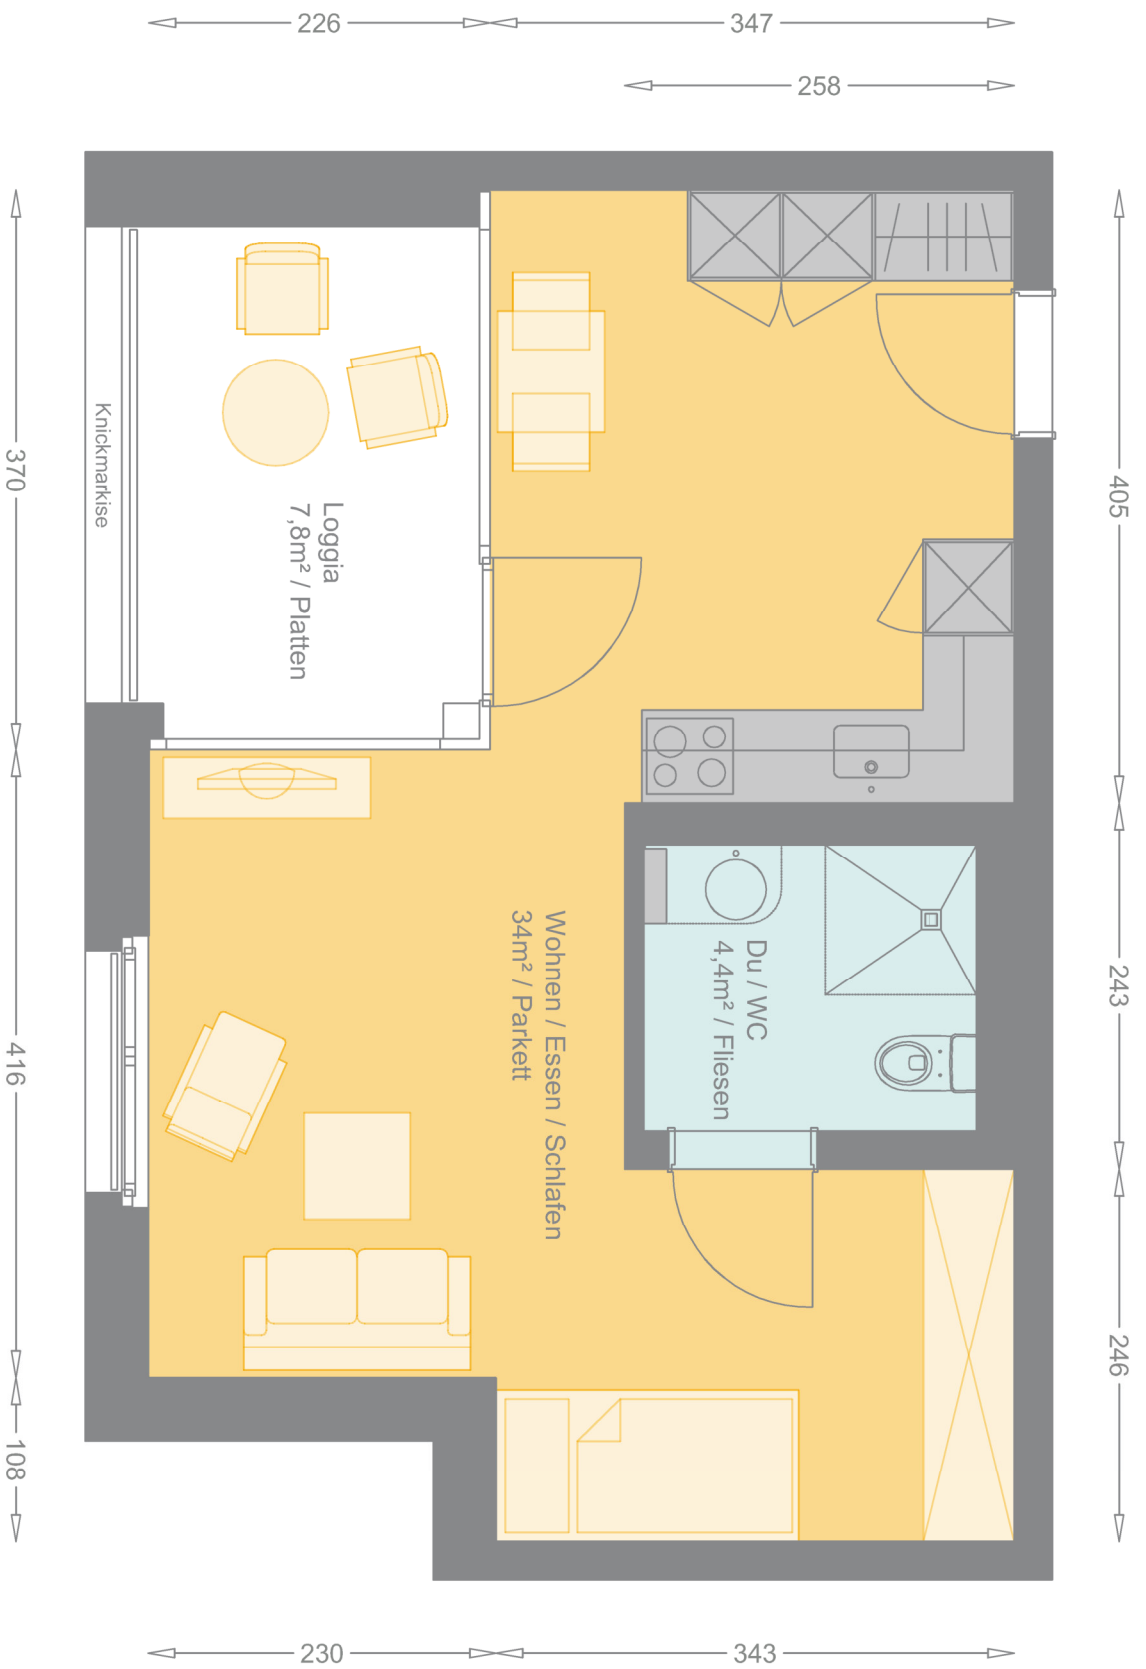 226
347
258
Knickmarkise
Loggia
7,8m² / Platten
370
405
Wohnen / Essen / Schlafen
34m² / Parkett
Du / WC
4,4m² / Fliesen
243
416
246
108
230
343